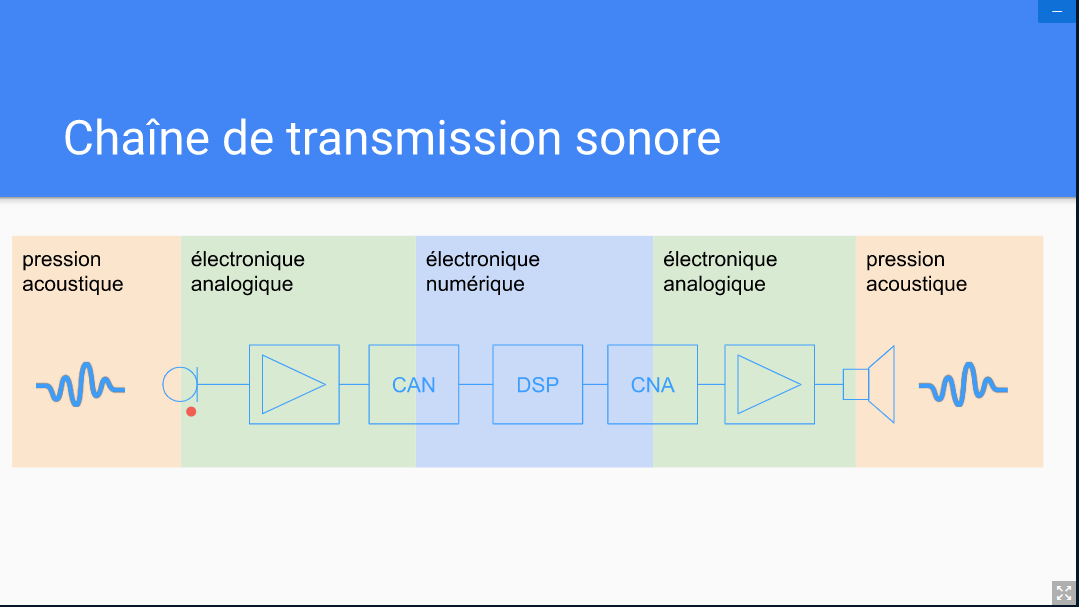 Chaîne de transmission sonore
pression
acoustique
électronique
analogique
électronique
numérique
électronique
analogique
pression
acoustique
CAN
DSP
CNA